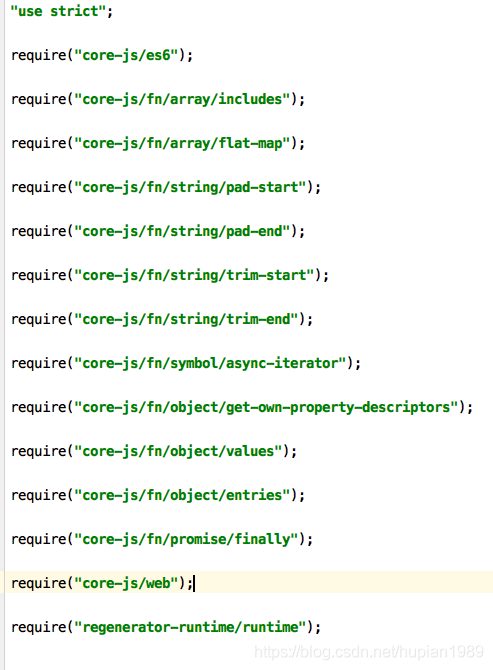 "use strict";
require("core-js/es6");
require("core-js/fn/array/includes");
require("core-js/fn/array/flat-map");
require("core-js/fn/string/pad-start");
require("core-js/fn/string/pad-end");
require("core-js/fn/string/trim-start");
require("core-js/fn/string/trim-end");
require("core-js/fn/symbol/async-iterator");
require("core-js/fn/object/get-own-property-descriptors");
require("core-js/fn/object/values");
require("core-js/fn/object/entries");
require("core-js/fn/promise/finally");
require("core-js/web");
require("regenerator-runtime/runtime");
https://blog.csdn.net/hupian1989